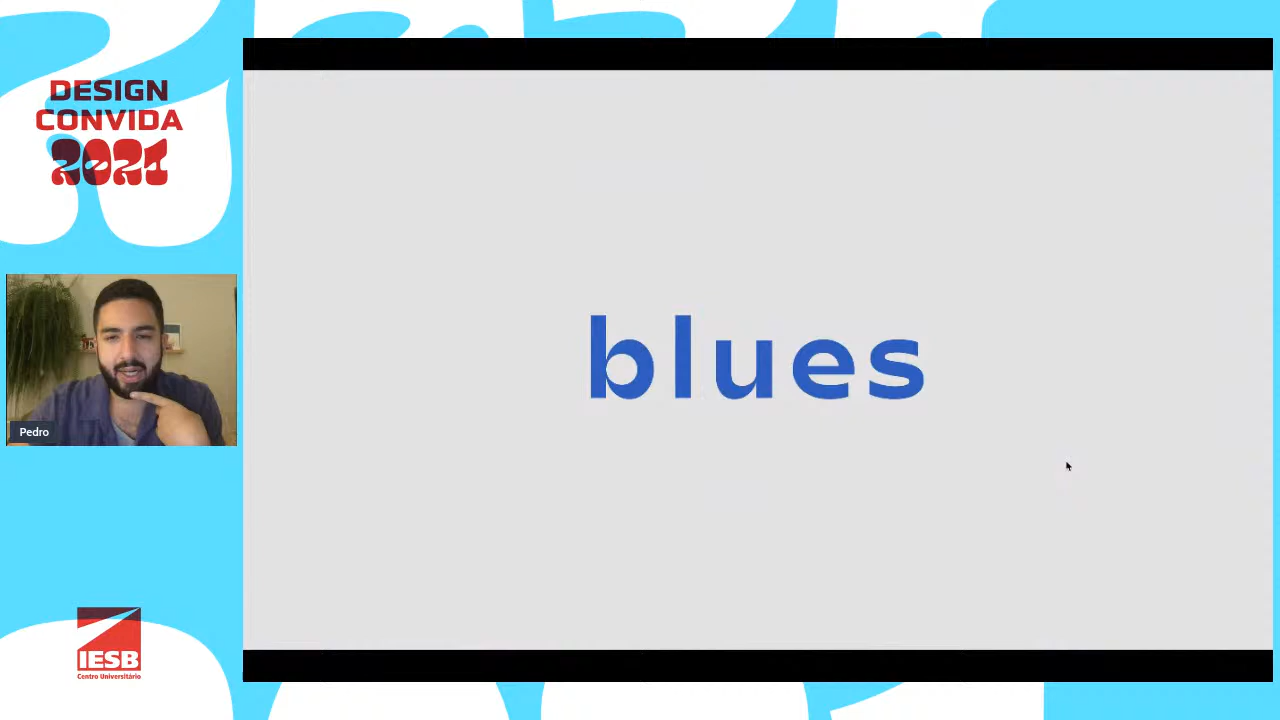 DESIGN
CONVIDA
2021
Pedro
blues
IESB
Centro Universitário